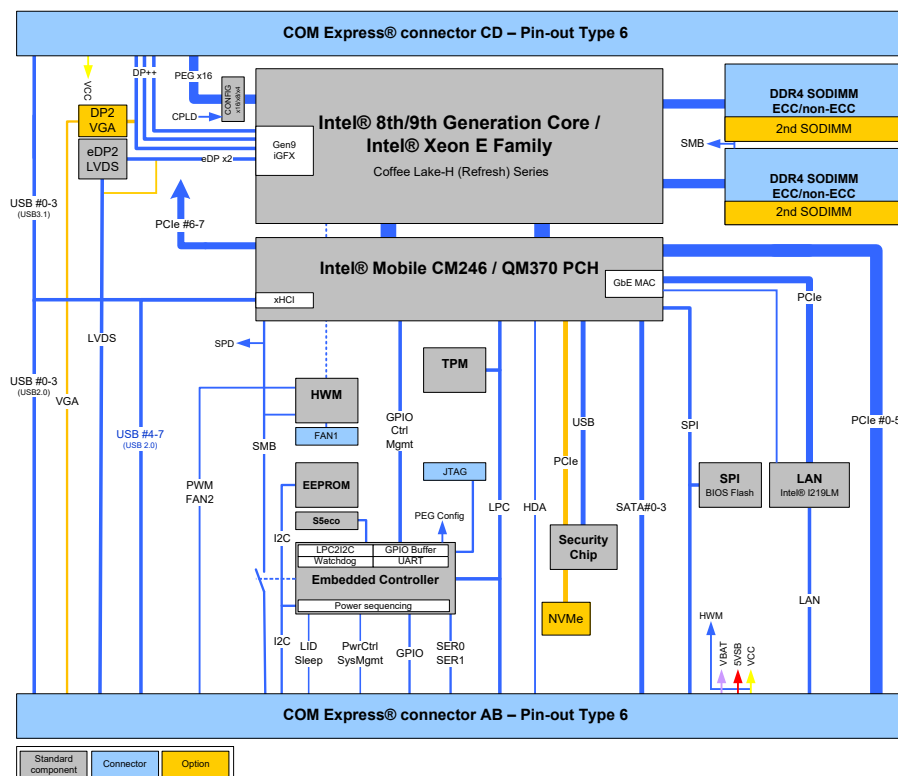 COM Express® connector CD – Pin-out Type 6
VCC
DP++
PEG x16
CONFIG
x16/x8/x4
CPLD
DP2
VGA
eDP2
LVDS
eDP x2
Gen9
iGFX
Intel® 8th/9th Generation Core /
Intel® Xeon E Family
Coffee Lake-H (Refresh) Series
DDR4 SODIMM
ECC/non-ECC
2nd SODIMM
SMB
DDR4 SODIMM
ECC/non-ECC
2nd SODIMM
USB #0-3
(USB3.1)
PCIe #6-7
Intel® Mobile CM246 / QM370 PCH
GbE MAC
xHCI
PCIe
SPD
LVDS
TPM
USB #0-3
(USB2.0)
VGA
HWM
FAN1
GPIO
Ctrl
Mgmt
USB
SPI
PCIe #0-5
USB #4-7
(USB 2.0)
SMB
PCIe
JTAG
SPI
BIOS Flash
LAN
Intel® I219LM
PWM
FAN2
EEPROM
S5eco
PEG Config
LPC
HDA
SATA#0-3
I2C
Security
Chip
LPC2I2C
GPIO Buffer
Watchdog
UART
Embedded Controller
Power sequencing
NVMe
LAN
HWM
VBAT
5VSB
VCC
I2C
LID
Sleep
PwrCtrl
SysMgmt
GPIO
SER0
SER1
COM Express® connector AB – Pin-out Type 6
Standard
component
Connector
Option